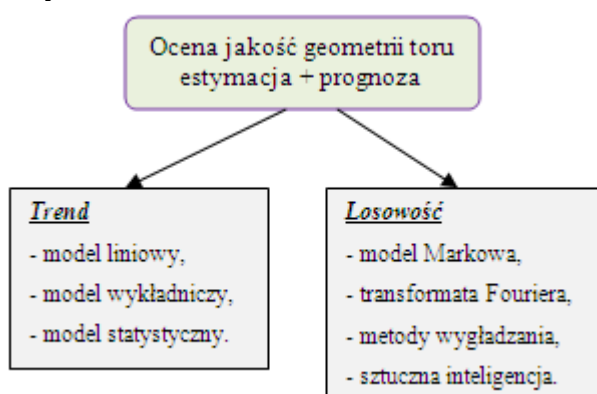 Ocena jakość geometrii toru
estymacja + prognoza
Trend
- model liniowy,
- model wykładniczy,
- model statystyczny.
Losowość
- model Markowa,
- transformata Fouriera,
- metody wygładzania,
- sztuczna inteligencja.